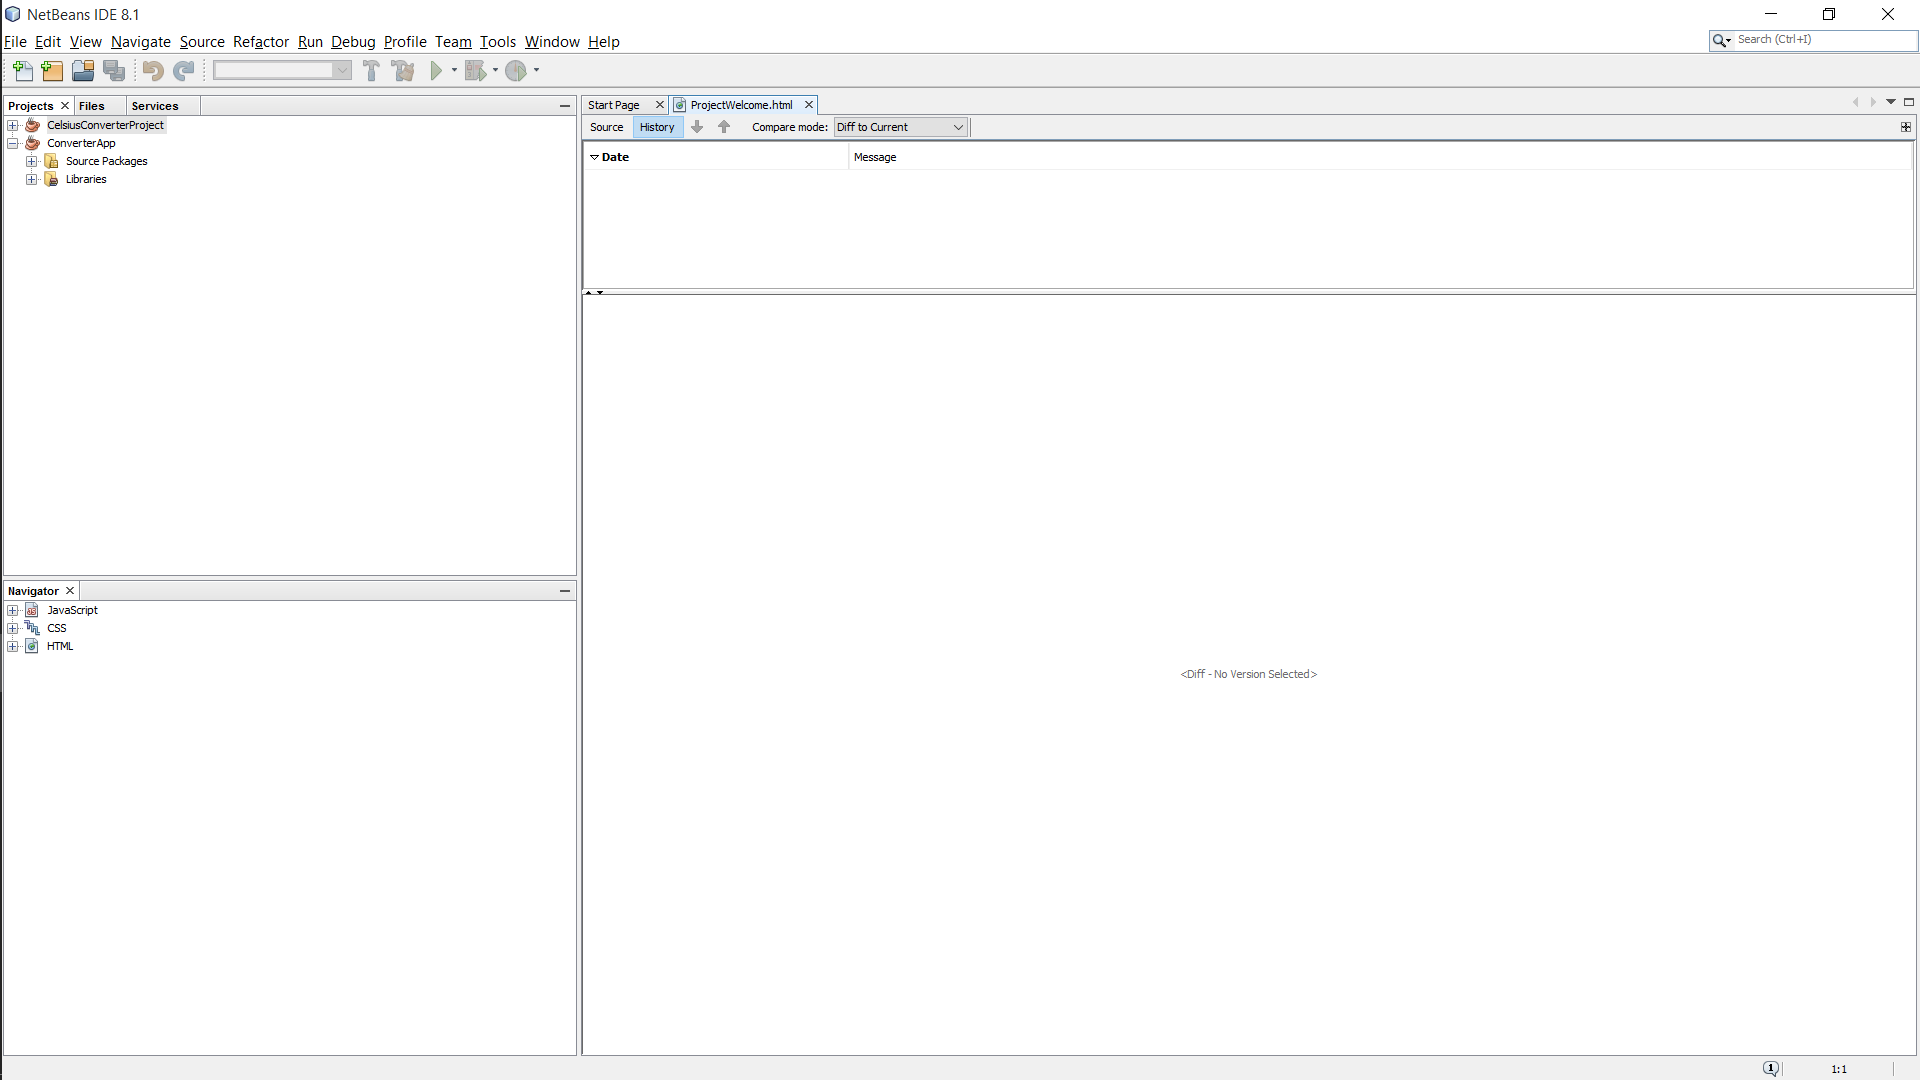 NetBeans IDE 8.1
File Edit View Navigate Source Refactor Run Debug Profile Team Tools Window Help
Search (Ctrl+I)
Projects Files Services
CelsiusConverterProject
ConverterApp
Source Packages
Libraries
Navigator
JavaScript
CSS
HTML
Start Page ProjectWelcome.html
Source History Compare mode: Diff to Current
Date Message
<Diff - No Version Selected>
1 1:1